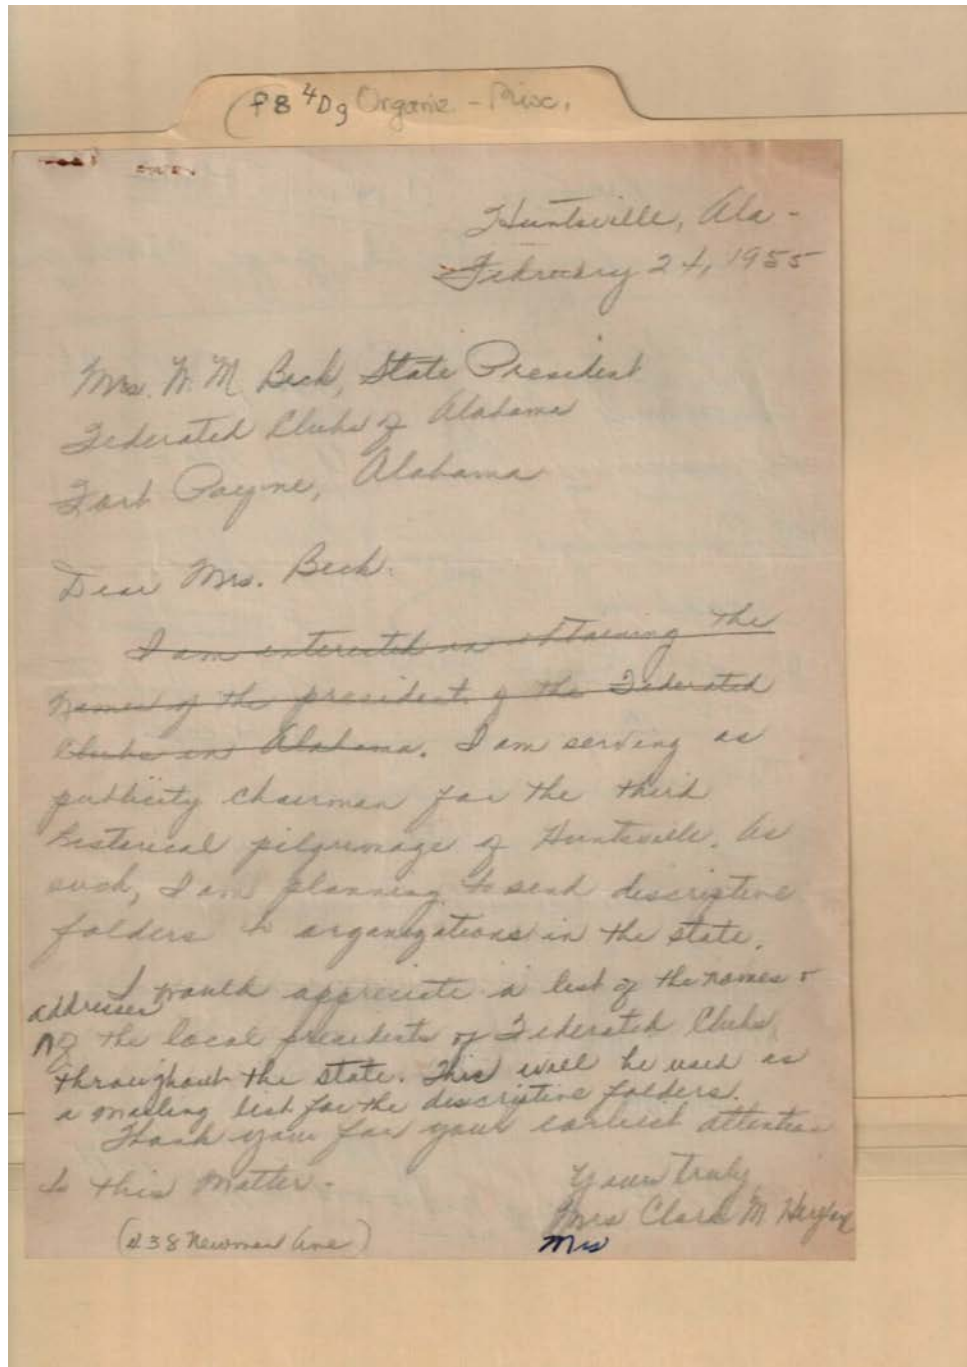 (F8 4Dg Organiz - Misc.
Huntsville, Ala -
February 24, 1955
Mrs. W. M. Beck, State President
Federated Clubs of Alabama
Fort Payne, Alabama
Dear Mrs. Beck:
I am interested in obtaining the
names of the president of the Federated
Clubs in Alabama. I am serving as
publicity chairman for the third
historical pilgrimage of Huntsville. As
such, I am planning to send descriptive
folders to organizations in the state.
I would appreciate a list of the names &
addresses
of the local presidents of Federated Clubs
throughout the state. This will be used as
a mailing list for the descriptive folders.
Thank you for your earliest attention
to this matter.
Yours truly,
Mrs Clara M
Mrs
(438 Newman Ave)